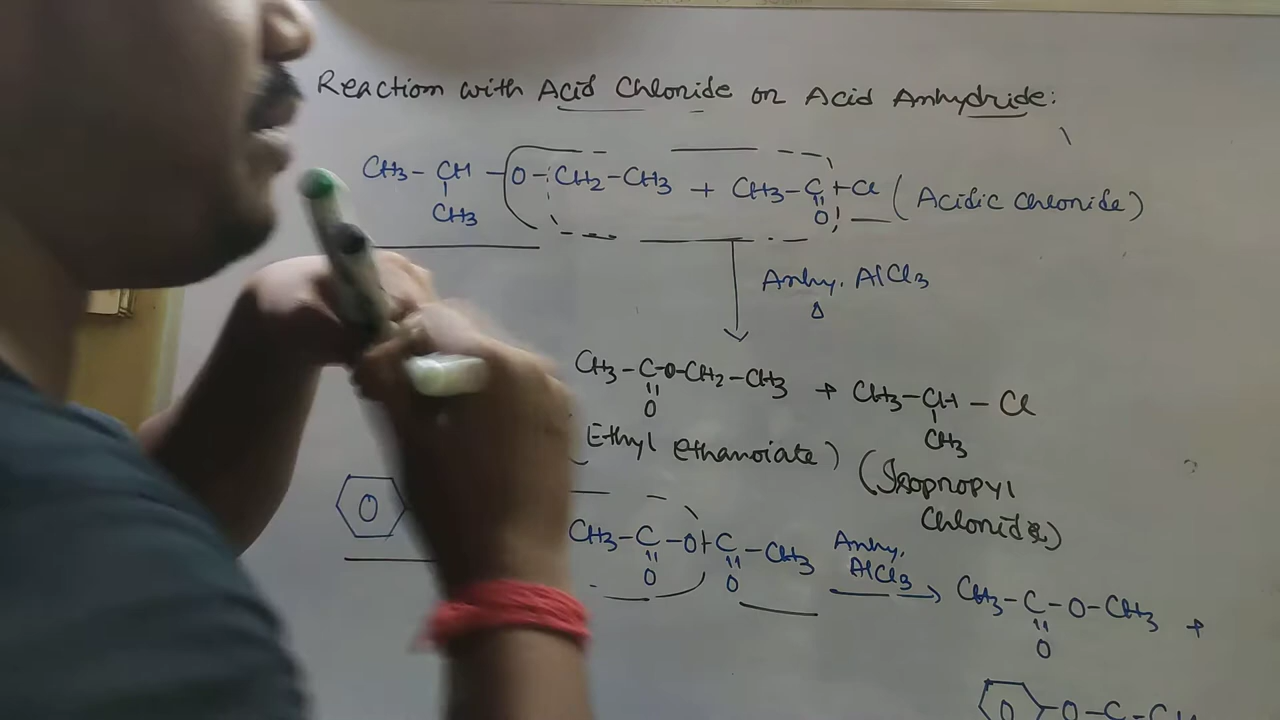 Reaction with Acid Chloride or Acid Anhydride:
CH3 - CH - O - CH2 - CH3 + CH3 - C + Cl (Acidic Chloride)
CH3 O
Anhy. AlCl3
Δ
CH3 - C - O - CH2 - CH3 + CH3 - CH - Cl
O CH3
Ethyl ethanoiate) (Isopropyl
Chloride)
CH3 - C - O + C - CH3 Anhy. AlCl3 → CH3 - C - O - CH3 +
O O O
O - C -